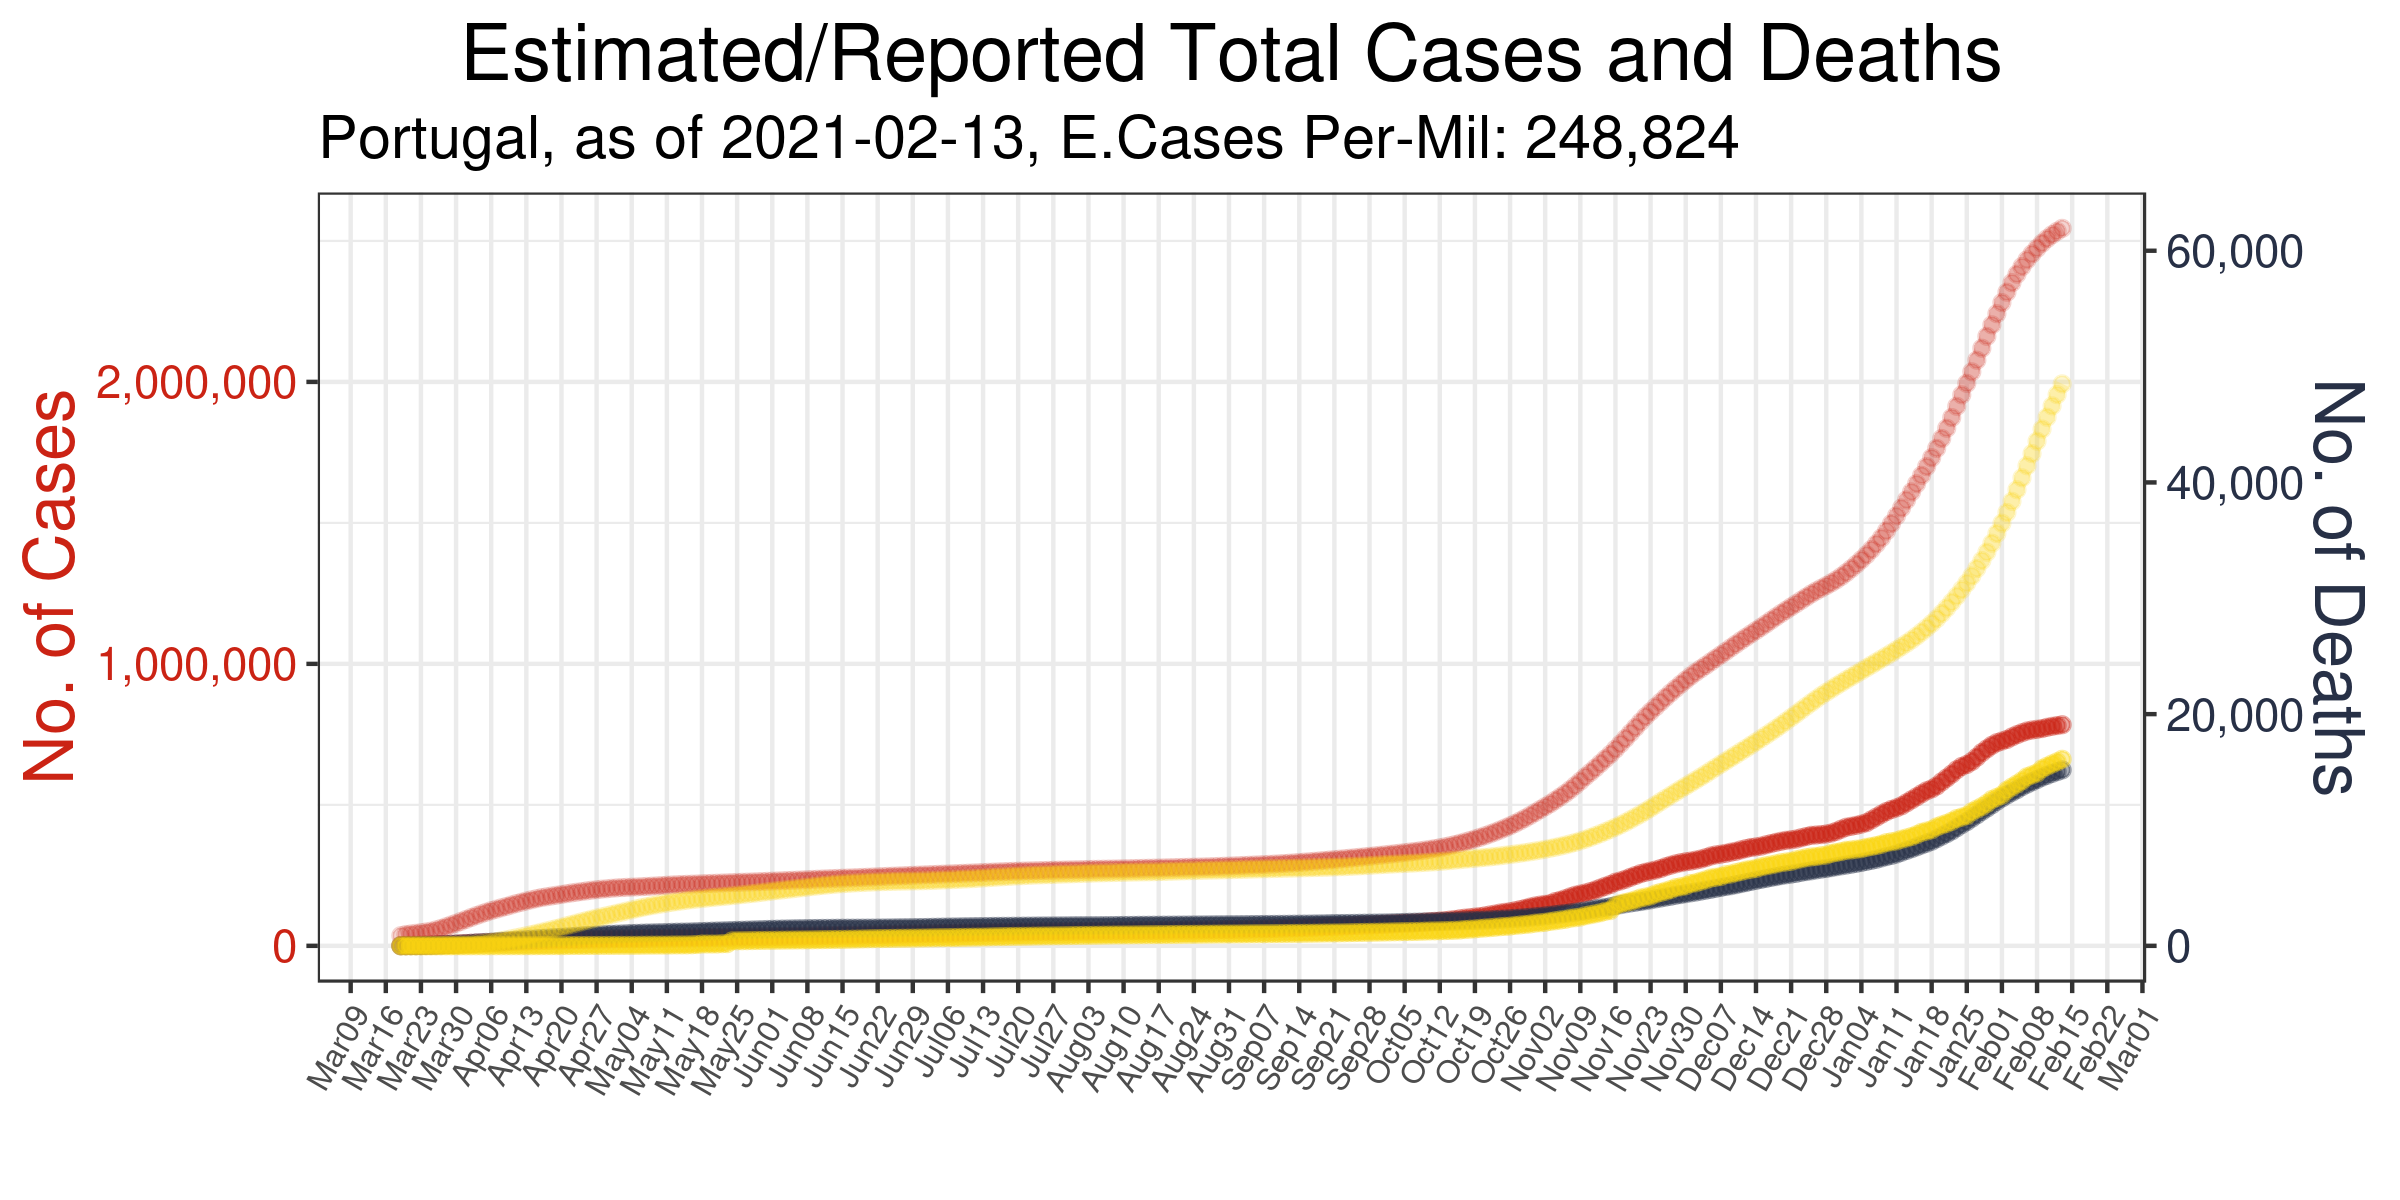 Estimated/Reported Total Cases and Deaths
Portugal, as of 2021-02-13, E.Cases Per-Mil: 248,824
No. of Cases
2,000,000
1,000,000
0
60,000
40,000
20,000
0
No. of Deaths
Mar09
Mar16
Mar23
Mar30
Apr06
Apr13
Apr20
Apr27
May04
May11
May18
May25
Jun01
Jun08
Jun15
Jun22
Jun29
Jul06
Jul13
Jul20
Jul27
Aug03
Aug10
Aug17
Aug24
Aug31
Sep07
Sep14
Sep21
Sep28
Oct05
Oct12
Oct19
Oct26
Nov02
Nov09
Nov16
Nov23
Nov30
Dec07
Dec14
Dec21
Dec28
Jan04
Jan11
Jan18
Jan25
Feb01
Feb08
Feb15
Feb22
Mar01